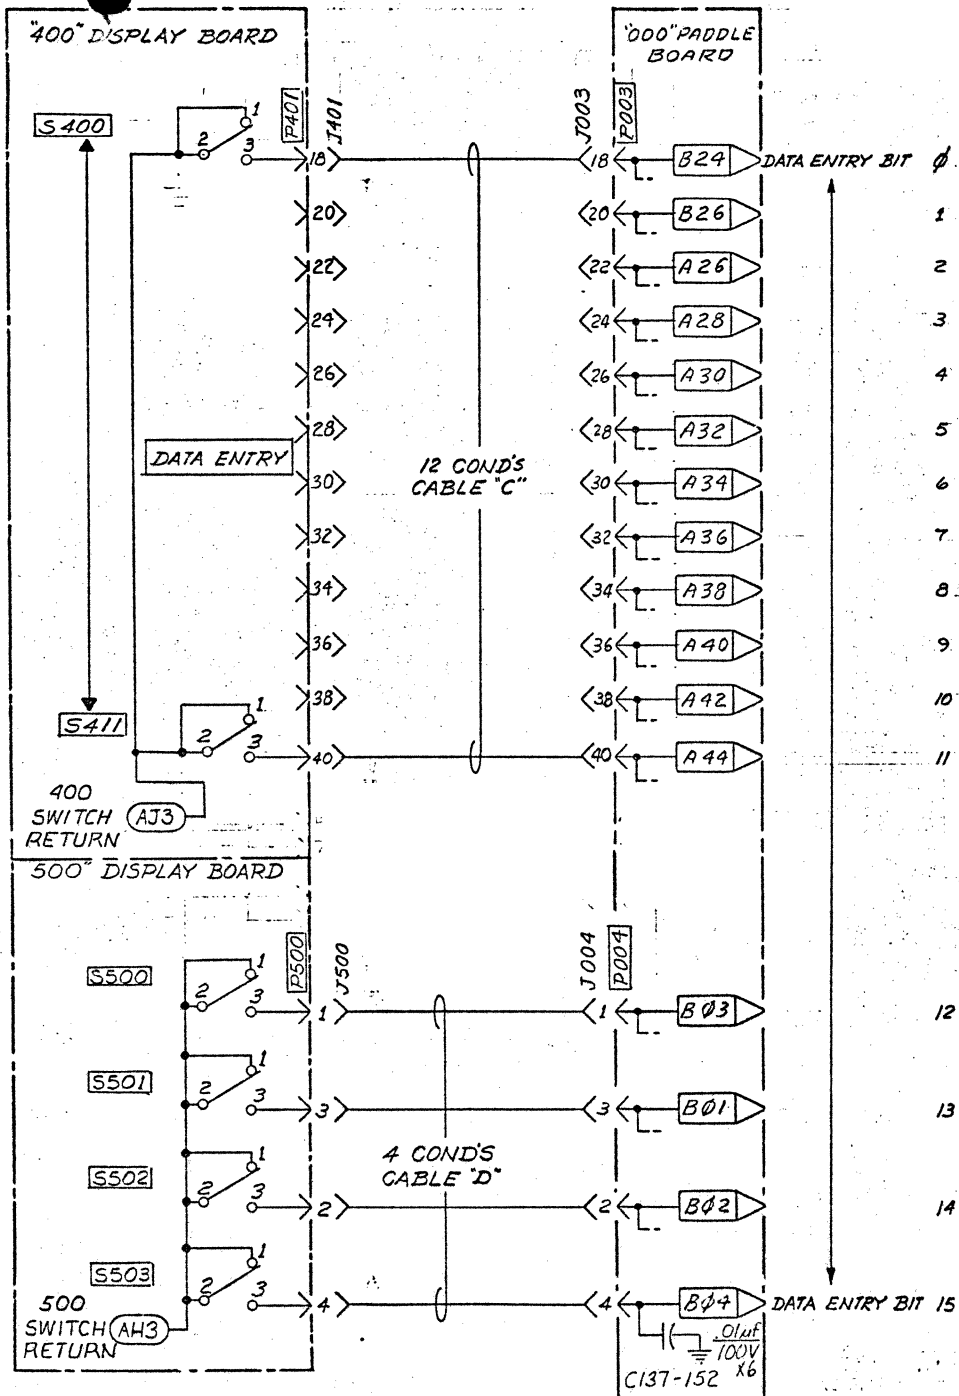 "400" DISPLAY BOARD
"000" PADDLE
BOARD
S400
1
2
3
P401
J401
J003
P003
18
18
B24
DATA ENTRY BIT Ø
20
20
B26
1
22
22
A26
2
24
24
A28
3
26
26
A30
4
28
28
A32
5
DATA ENTRY
12 COND'S
CABLE "C"
30
30
A34
6
32
32
A36
7
34
34
A38
8
36
36
A40
9
38
38
A42
10
S411
1
2
3
40
40
A44
11
400
SWITCH
RETURN
AJ3
500" DISPLAY BOARD
P500
J500
J004
P004
S500
1
2
3
1
1
BØ3
12
S501
1
2
3
3
3
BØ1
13
4 COND'S
CABLE "D"
S502
1
2
3
2
2
BØ2
14
S503
1
2
3
4
4
BØ4
DATA ENTRY BIT 15
500
SWITCH
RETURN
AH3
.01µf
100V
X6
C137-152